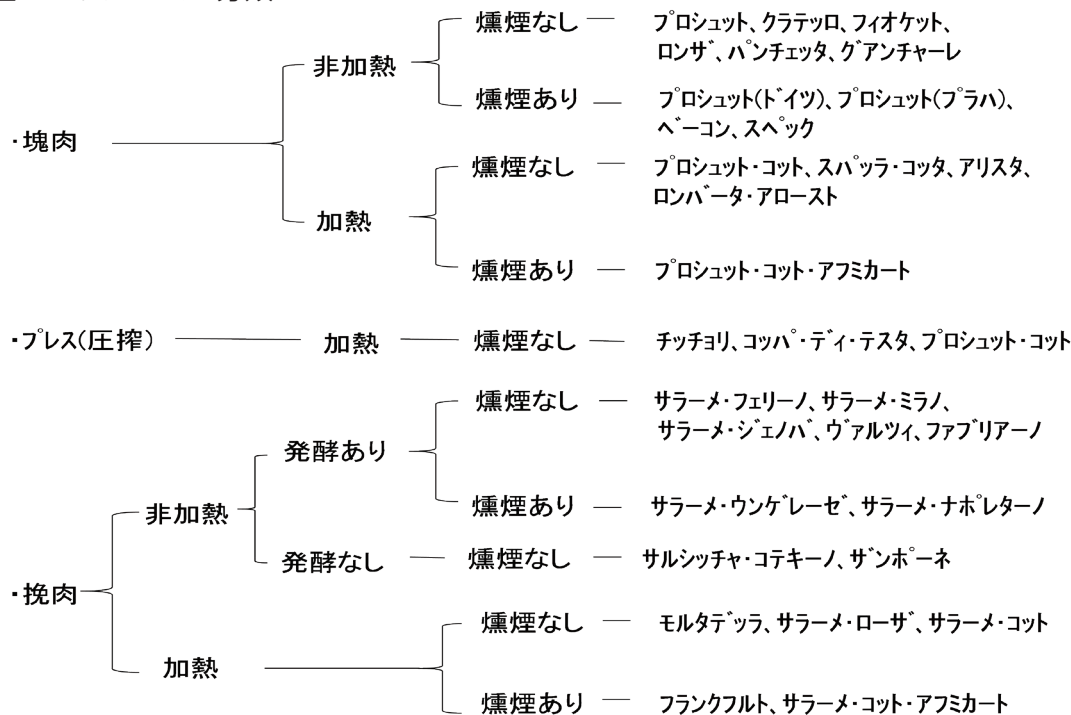 燻煙なし
プロシュット、クラテッロ、フィオケット、
ロンザ、パンチェッタ、グアンチャーレ
非加熱
燻煙あり
プロシュット(ドイツ)、プロシュット(プラハ)、
ベーコン、スペック
・塊肉
燻煙なし
プロシュット・コット、スパッラ・コッタ、アリスタ、
ロンバータ・アロースト
加熱
燻煙あり
プロシュット・コット・アフミカート
・プレス(圧搾)
加熱
燻煙なし
チッチョリ、コッパ・ディ・テスタ、プロシュット・コット
燻煙なし
サラーメ・フェリーノ、サラーメ・ミラノ、
サラーメ・ジェノバ、ヴァルツィ、ファブリアーノ
発酵あり
非加熱
燻煙あり
サラーメ・ウンゲレーゼ、サラーメ・ナポレターノ
発酵なし
燻煙なし
サルシッチャ・コテキーノ、ザンポーネ
・挽肉
燻煙なし
モルタデッラ、サラーメ・ローザ、サラーメ・コット
加熱
燻煙あり
フランクフルト、サラーメ・コット・アフミカート